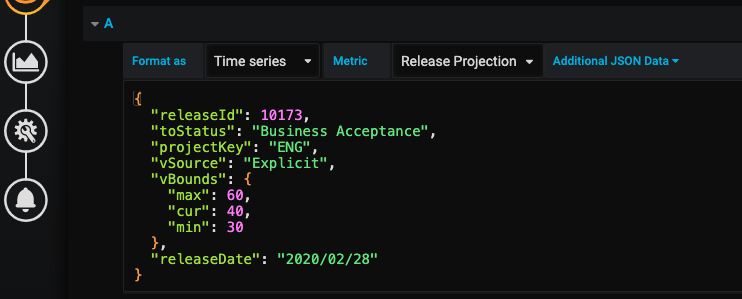 A
Format as Time series Metric Release Projection Additional JSON Data
{
"releaseId": 10173,
"toStatus": "Business Acceptance",
"projectKey": "ENG",
"vSource": "Explicit",
"vBounds": {
"max": 60,
"cur": 40,
"min": 30
},
"releaseDate": "2020/02/28"
}